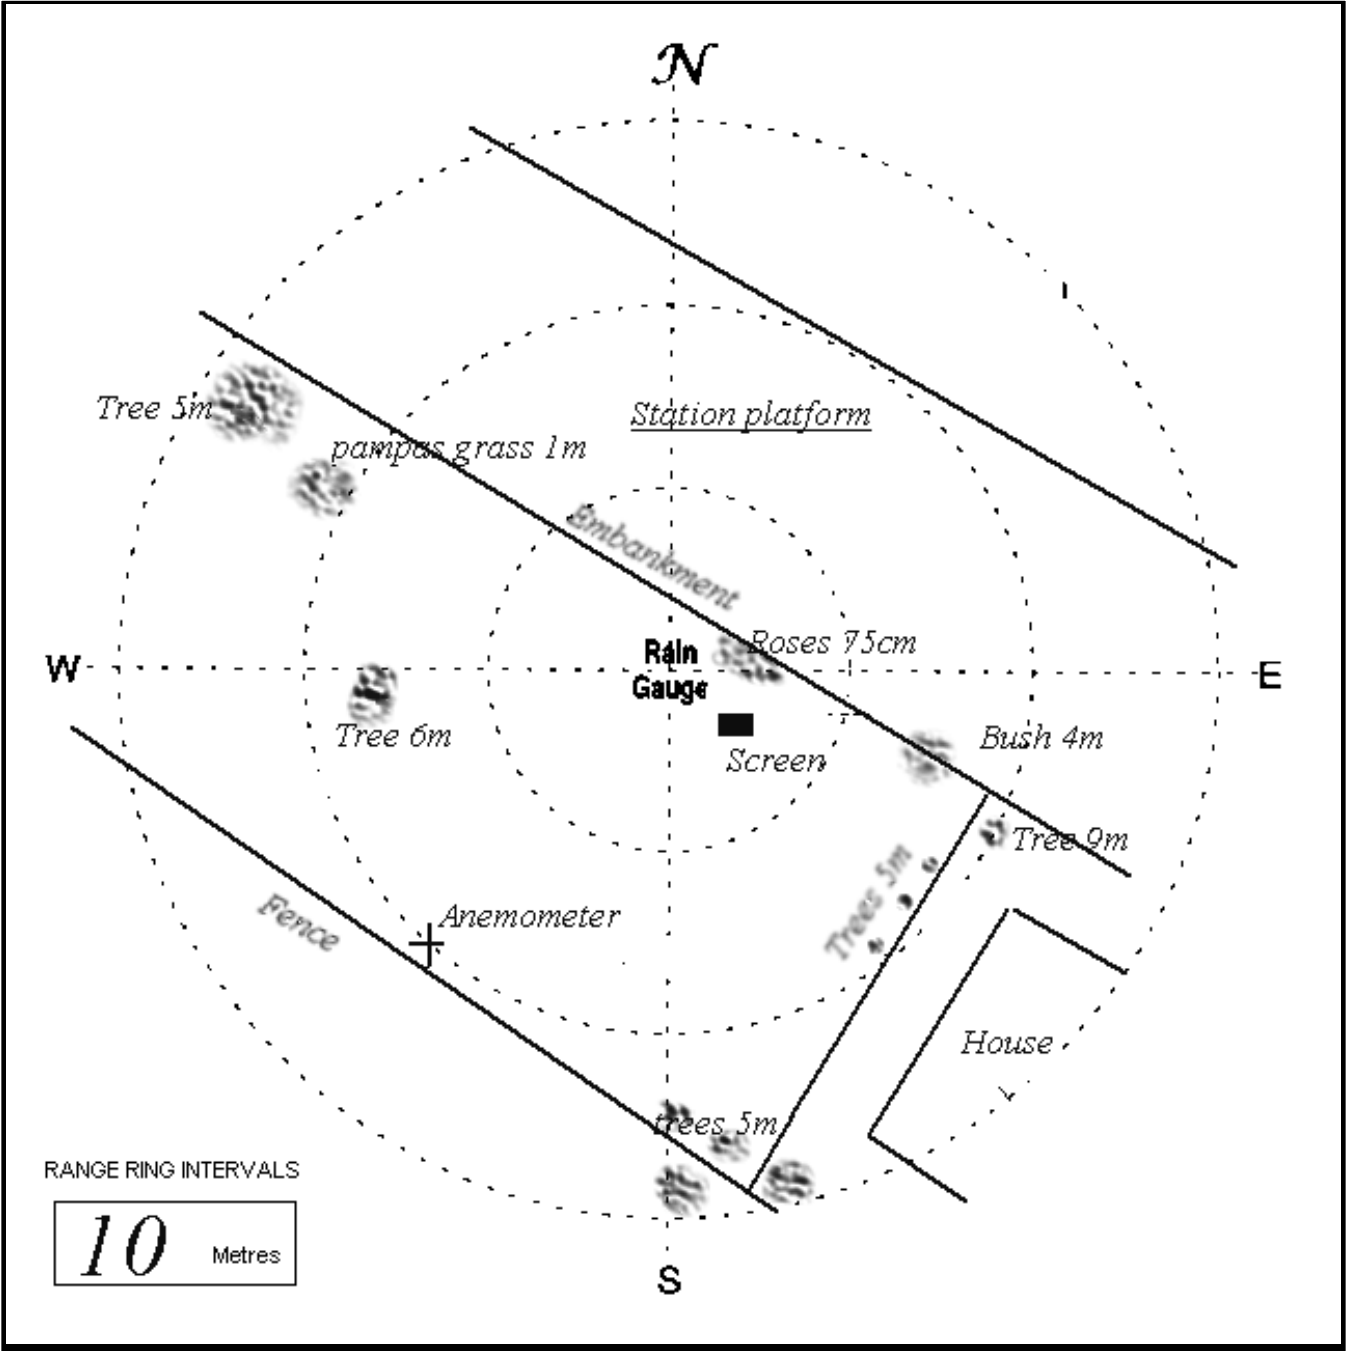 N
Tree 5m
Station platform
pampas grass 1m
Embankment
Roses 75cm
Rain
Gauge
W
E
Tree 6m
Screen
Bush 4m
Tree 9m
Trees 5m
Fence
Anemometer
House
trees 5m
RANGE RING INTERVALS
10 Metres
S